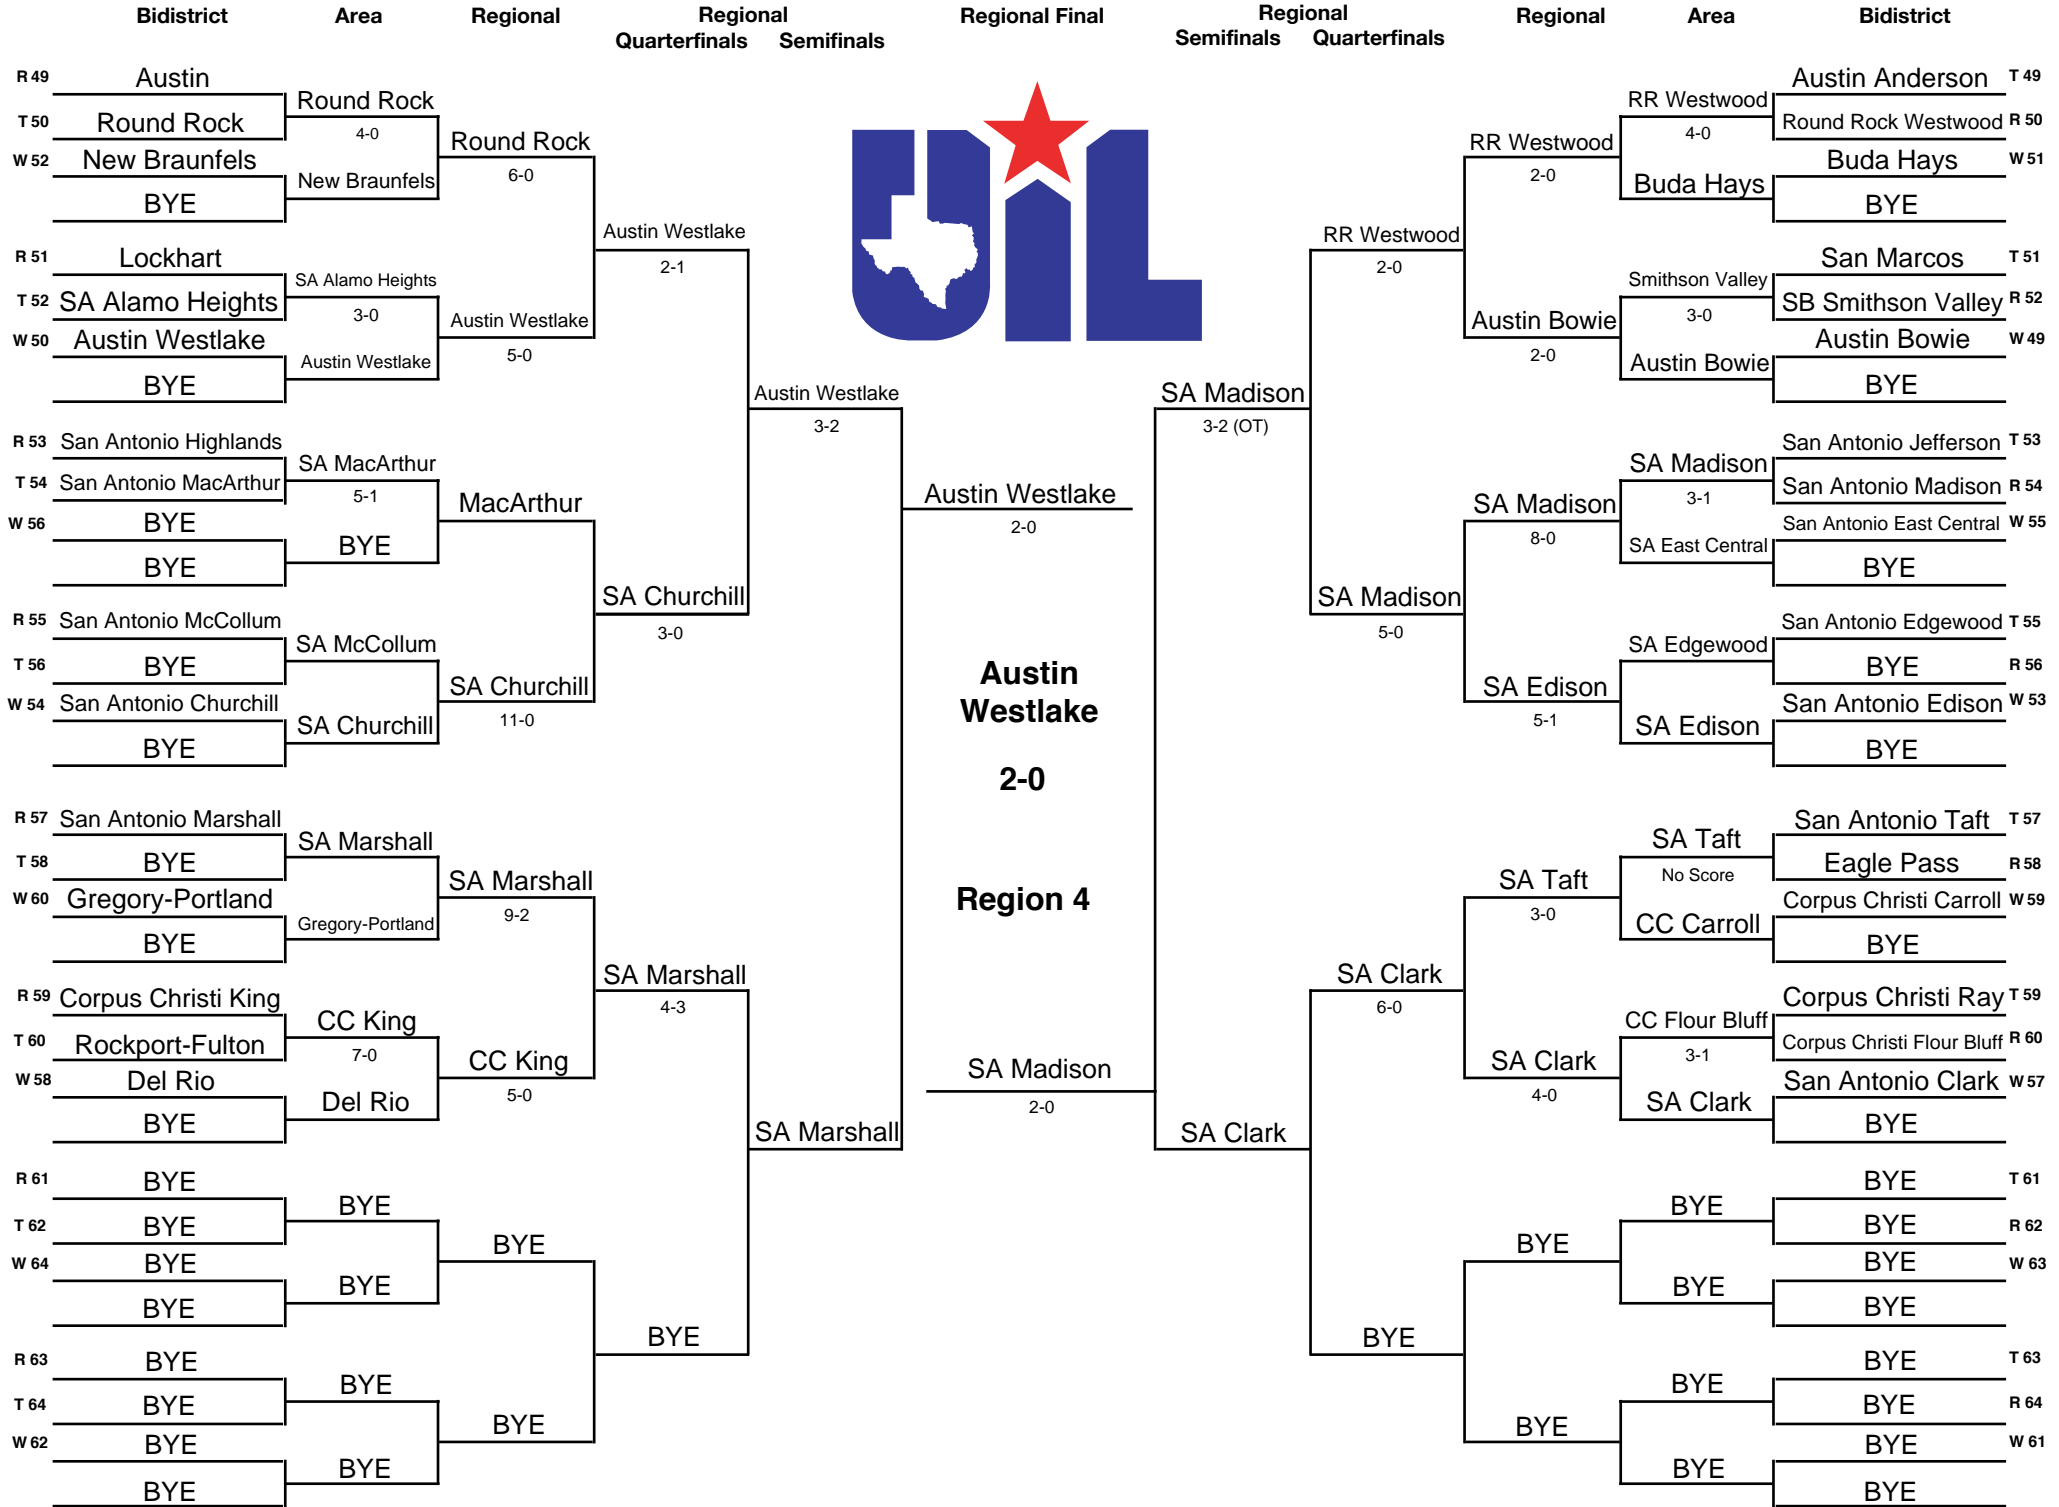 Bidistrict
Area
Regional
Regional
Quarterfinals Semifinals
Regional Final
Regional
Semifinals Quarterfinals
Regional
Area
Bidistrict
R 49 Austin
T 50 Round Rock
W 52 New Braunfels
BYE
R 51 Lockhart
T 52 SA Alamo Heights
W 50 Austin Westlake
BYE
R 53 San Antonio Highlands
T 54 San Antonio MacArthur
W 56 BYE
BYE
R 55 San Antonio McCollum
T 56 BYE
W 54 San Antonio Churchill
BYE
R 57 San Antonio Marshall
T 58 BYE
W 60 Gregory-Portland
BYE
R 59 Corpus Christi King
T 60 Rockport-Fulton
W 58 Del Rio
BYE
R 61 BYE
T 62 BYE
W 64 BYE
BYE
R 63 BYE
T 64 BYE
W 62 BYE
BYE
Round Rock
4-0
New Braunfels
SA Alamo Heights
3-0
Austin Westlake
SA MacArthur
5-1
BYE
SA McCollum
SA Churchill
SA Marshall
Gregory-Portland
CC King
7-0
Del Rio
BYE
BYE
BYE
BYE
Round Rock
6-0
Austin Westlake
5-0
MacArthur
SA Churchill
11-0
SA Marshall
9-2
CC King
5-0
BYE
BYE
Austin Westlake
2-1
SA Churchill
3-0
SA Marshall
4-3
BYE
Austin Westlake
3-2
SA Marshall
UIL
Austin Westlake
2-0
Austin
Westlake
2-0
Region 4
SA Madison
2-0
SA Madison
3-2 (OT)
SA Clark
RR Westwood
2-0
SA Madison
5-0
SA Clark
6-0
BYE
RR Westwood
2-0
Austin Bowie
2-0
SA Madison
8-0
SA Edison
5-1
SA Taft
3-0
SA Clark
4-0
BYE
BYE
RR Westwood
4-0
Buda Hays
Smithson Valley
3-0
Austin Bowie
SA Madison
3-1
SA East Central
SA Edgewood
SA Edison
SA Taft
No Score
CC Carroll
CC Flour Bluff
3-1
SA Clark
BYE
BYE
BYE
BYE
Austin Anderson T 49
Round Rock Westwood R 50
Buda Hays W 51
BYE
San Marcos T 51
SB Smithson Valley R 52
Austin Bowie W 49
BYE
San Antonio Jefferson T 53
San Antonio Madison R 54
San Antonio East Central W 55
BYE
San Antonio Edgewood T 55
BYE R 56
San Antonio Edison W 53
BYE
San Antonio Taft T 57
Eagle Pass R 58
Corpus Christi Carroll W 59
BYE
Corpus Christi Ray T 59
Corpus Christi Flour Bluff R 60
San Antonio Clark W 57
BYE
BYE T 61
BYE R 62
BYE W 63
BYE
BYE T 63
BYE R 64
BYE W 61
BYE